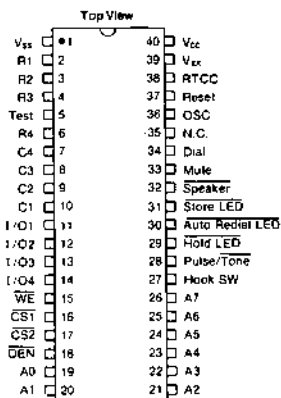 Top View
Vss 1 40 Vcc
R1 2 39 Vxx
R2 3 38 RTCC
R3 4 37 Reset
Test 5 36 OSC
R4 6 35 N.C.
C4 7 34 Dial
C3 8 33 Mute
C2 9 32 Speaker
C1 10 31 Store LED
I/O1 11 30 Auto Redial LED
I/O2 12 29 Hold LED
I/O3 13 28 Pulse/Tone
I/O4 14 27 Hook SW
WE 15 26 A7
CS1 16 25 A6
CS2 17 24 A5
OEN 18 23 A4
A0 19 22 A3
A1 20 21 A2